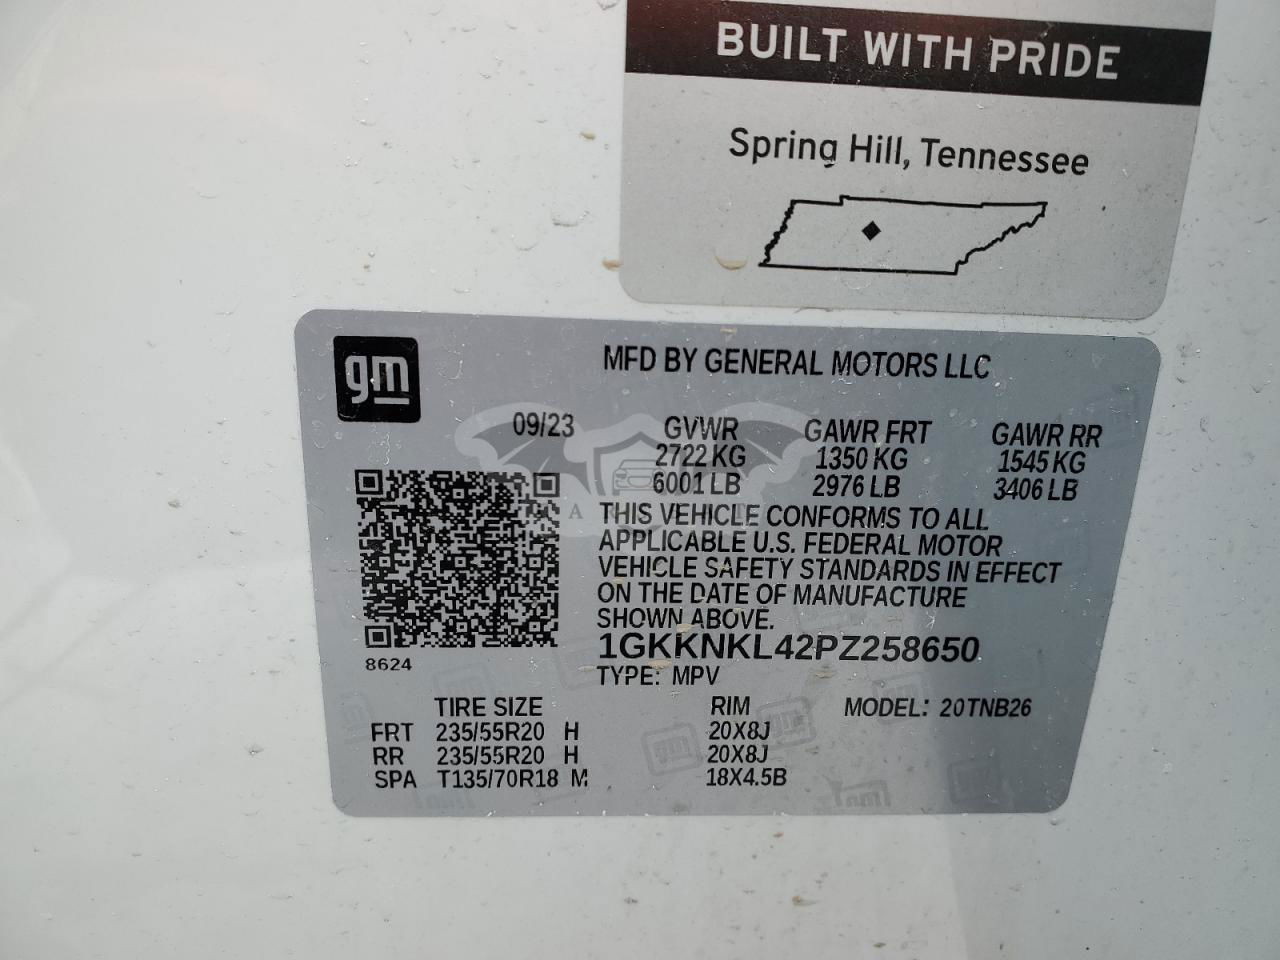 BUILT WITH PRIDE
Spring Hill, Tennessee
gm
MFD BY GENERAL MOTORS LLC
09/23
GVWR GAWR FRT GAWR RR
2722 KG 1350 KG 1545 KG
6001 LB 2976 LB 3406 LB
THIS VEHICLE CONFORMS TO ALL
APPLICABLE U.S. FEDERAL MOTOR
VEHICLE SAFETY STANDARDS IN EFFECT
ON THE DATE OF MANUFACTURE
SHOWN ABOVE.
1GKKNKL42PZ258650
8624
TYPE: MPV
TIRE SIZE RIM MODEL: 20TNB26
FRT 235/55R20 H 20X8J
RR 235/55R20 H 20X8J
SPA T135/70R18 M 18X4.5B